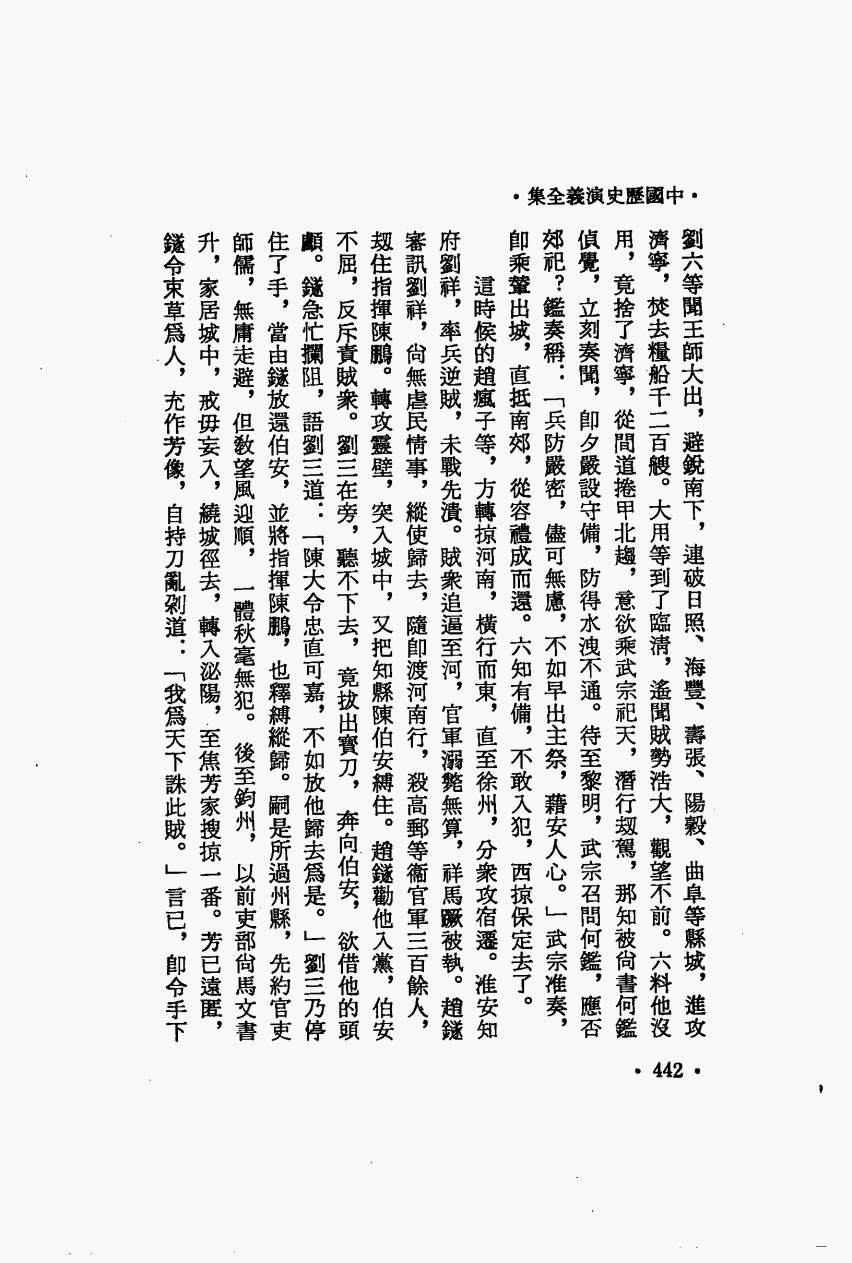 ·中國歷史演義全集·
劉六等聞王師大出，避銳南下，連破日照、海豐、壽張、陽穀、曲阜等縣城，進攻
濟寧，焚去糧船千二百艘。大用等到了臨淸，遙聞賊勢浩大，觀望不前。六料他沒
用，竟捨了濟寧，從間道捲甲北趨，意欲乘武宗祀天，潛行刼駕，那知被尙書何鑑
偵覺，立刻奏聞，卽夕嚴設守備，防得水洩不通。待至黎明，武宗召問何鑑，應否
郊祀？鑑奏稱：「兵防嚴密，儘可無慮，不如早出主祭，藉安人心。」武宗准奏，
卽乘輦出城，直抵南郊，從容禮成而還。六知有備，不敢入犯，西掠保定去了。
這時候的趙瘋子等，方轉掠河南，橫行而東，直至徐州，分衆攻宿遷。淮安知
府劉祥，率兵逆賊，未戰先潰。賊衆追逼至河，官軍溺斃無算，祥馬蹶被執。趙鐩
審訊劉祥，尙無虐民情事，縱使歸去，隨卽渡河南行，殺高郵等衞官軍三百餘人，
刼住指揮陳鵬。轉攻靈壁，突入城中，又把知縣陳伯安縛住。趙鐩勸他入黨，伯安
不屈，反斥責賊衆。劉三在旁，聽不下去，竟拔出寶刀，奔向伯安，欲借他的頭
顱。鐩急忙攔阻，語劉三道：「陳大令忠直可嘉，不如放他歸去爲是。」劉三乃停
住了手，當由鐩放還伯安，並將指揮陳鵬，也釋縛縱歸。嗣是所過州縣，先約官吏
師儒，無庸走避，但敎望風迎順，一體秋毫無犯。後至鈞州，以前吏部尙馬文書
升，家居城中，戒毋妄入，繞城徑去，轉入泌陽，至焦芳家搜掠一番。芳已遠匿，
鐩令束草爲人，充作芳像，自持刀亂剁道：「我爲天下誅此賊。」言已，卽令手下
·442·